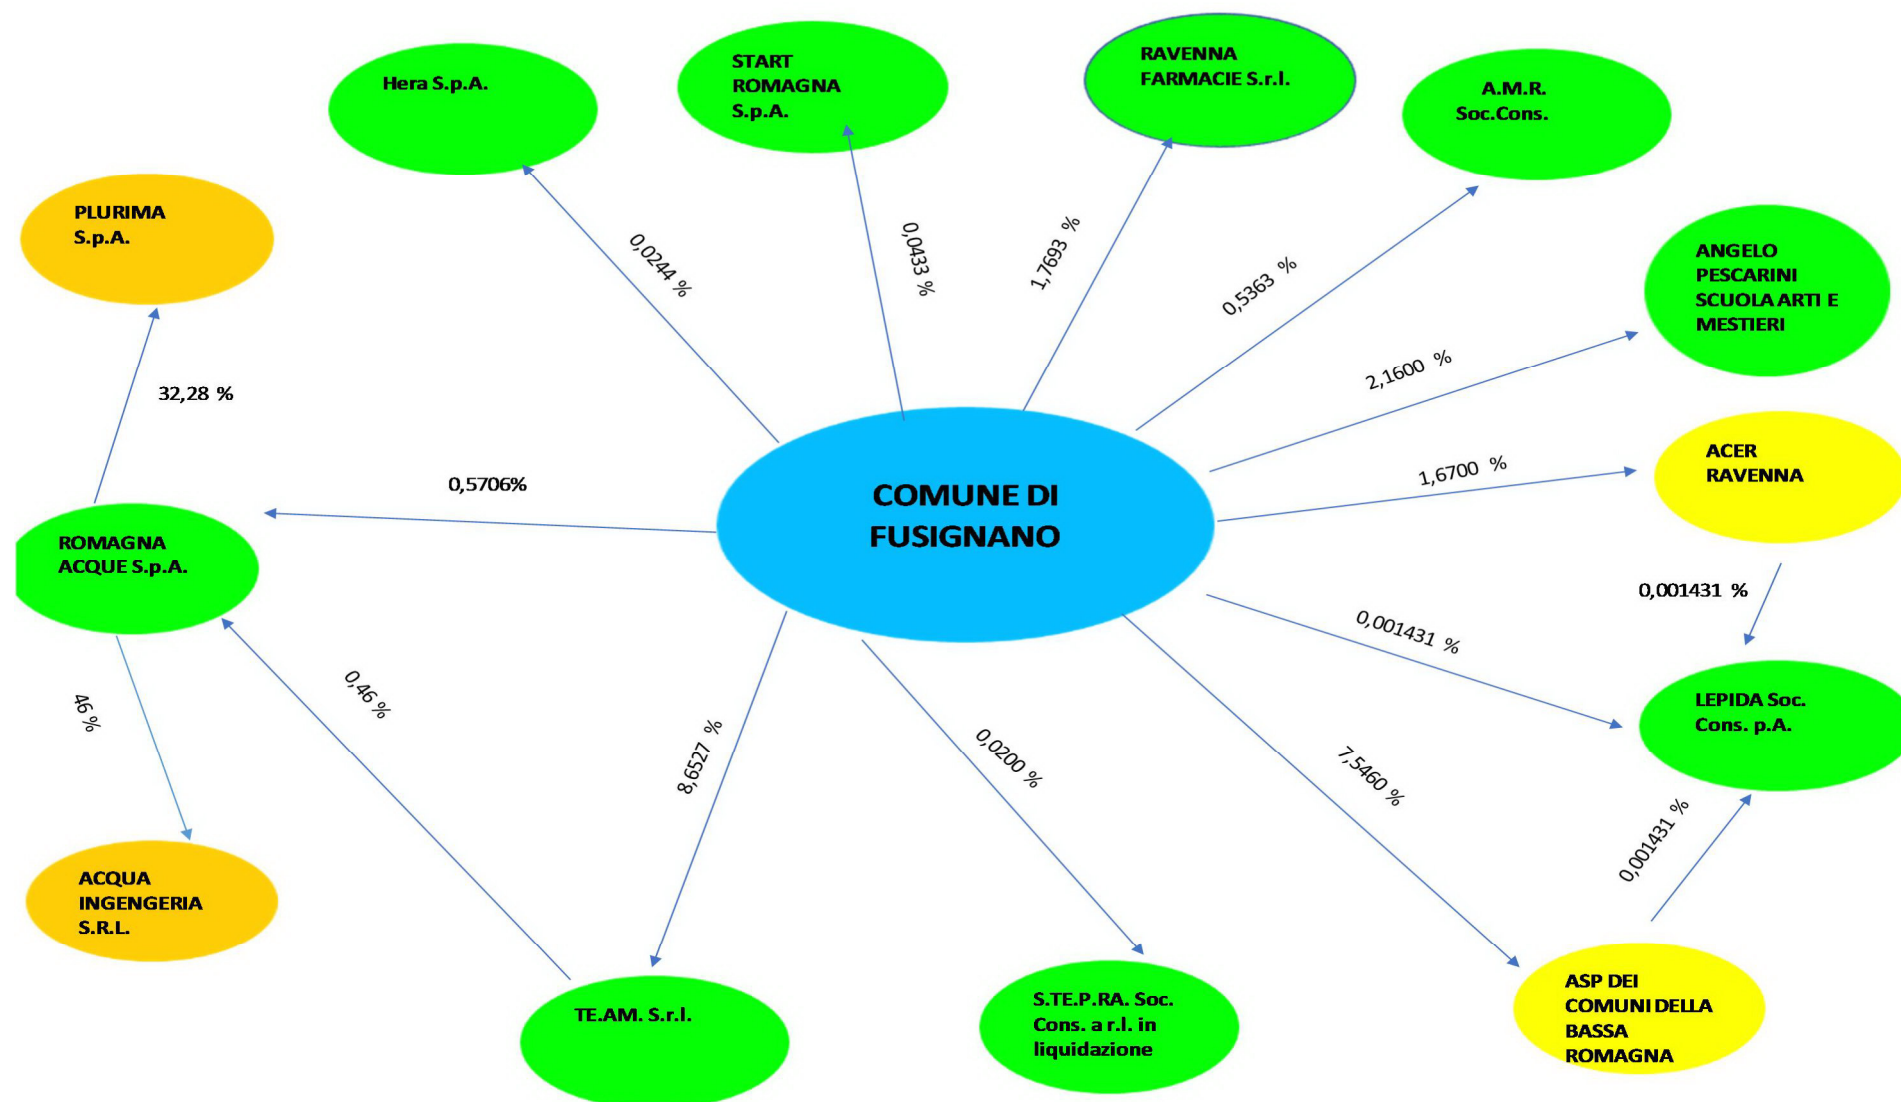 Hera S.p.A.
START
ROMAGNA
S.p.A.
RAVENNA
FARMACIE S.r.l.
A.M.R.
Soc.Cons.
PLURIMA
S.p.A.
ANGELO
PESCARINI
SCUOLA ARTI E
MESTIERI
0,0244 %
0,0433 %
1,7693 %
0,5363 %
2,1600 %
32,28 %
1,6700 %
ACER
RAVENNA
0,5706%
COMUNE DI
FUSIGNANO
ROMAGNA
ACQUE S.p.A.
0,001431 %
0,001431 %
46 %
0,46 %
8,6527 %
0,0200 %
7,5460 %
LEPIDA Soc.
Cons. p.A.
0,001431 %
ACQUA
INGENGERIA
S.R.L.
TE.AM. S.r.l.
S.TE.P.RA. Soc.
Cons. a r.l. in
liquidazione
ASP DEI
COMUNI DELLA
BASSA
ROMAGNA